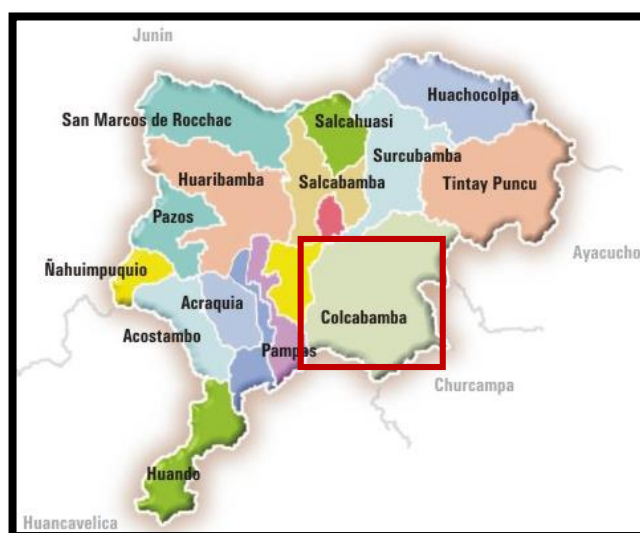 Junín
Huachocolpa
San Marcos de Rocchac
Salcahuasi
Surcubamba
Huaribamba
Salcabamba
Tintay Puncu
Pazos
Ayacucho
Ñahuimpuquio
Acraquia
Colcabamba
Acostambo
Pampas
Churcampa
Huando
Huancavelica